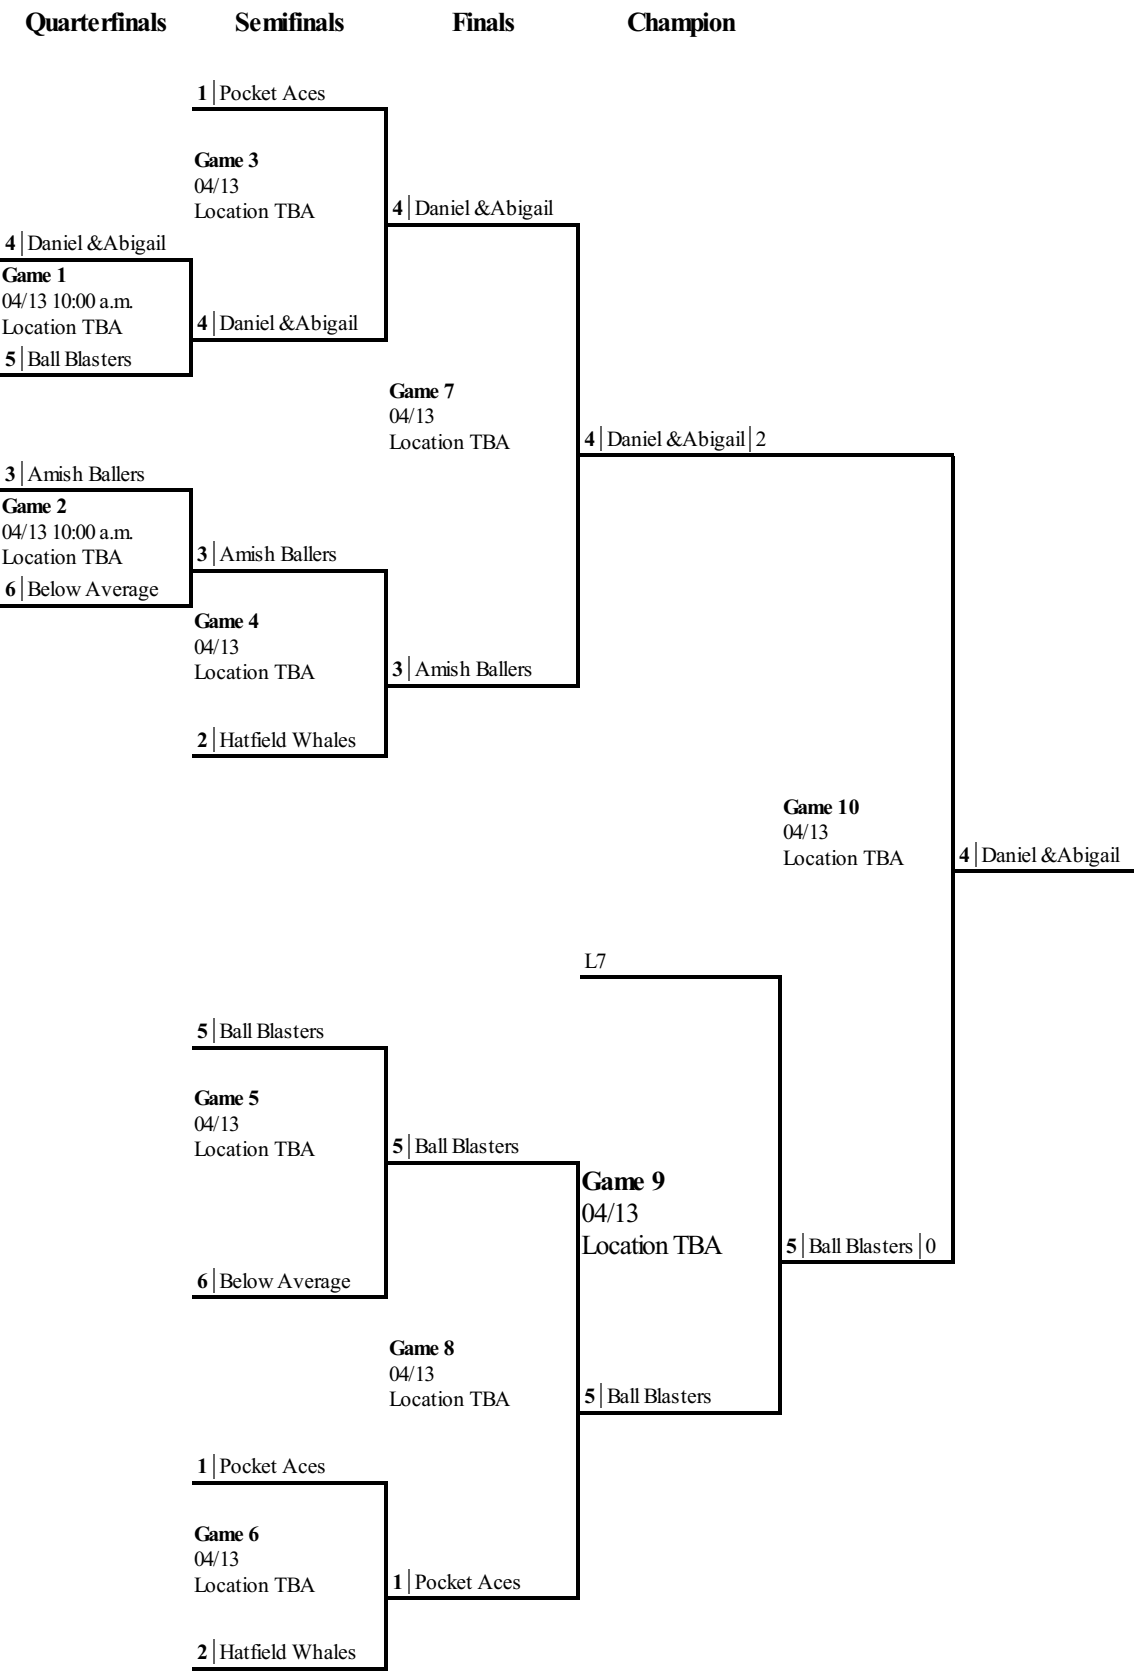 Quarterfinals Semifinals Finals Champion
1 Pocket Aces
Game 3
04/13
Location TBA
4 Daniel & Abigail
4 Daniel & Abigail
Game 1
04/13 10:00 a.m.
Location TBA
4 Daniel & Abigail
5 Ball Blasters
Game 7
04/13
Location TBA
4 Daniel & Abigail 2
3 Amish Ballers
Game 2
04/13 10:00 a.m.
Location TBA
3 Amish Ballers
6 Below Average
Game 4
04/13
Location TBA
3 Amish Ballers
2 Hatfield Whales
Game 10
04/13
Location TBA
4 Daniel & Abigail
L7
5 Ball Blasters
Game 5
04/13
Location TBA
5 Ball Blasters
Game 9
04/13
Location TBA
5 Ball Blasters 0
6 Below Average
Game 8
04/13
Location TBA
5 Ball Blasters
1 Pocket Aces
Game 6
04/13
Location TBA
1 Pocket Aces
2 Hatfield Whales